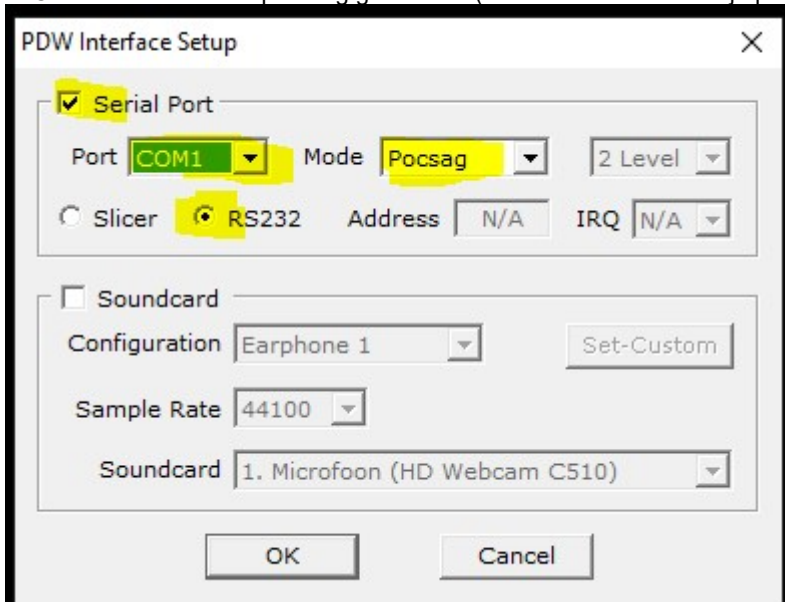 PDW Interface Setup
Serial Port
Port COM1 Mode Pocsag 2 Level
Slicer RS232 Address N/A IRQ N/A
Soundcard
Configuration Earphone 1 Set-Custom
Sample Rate 44100
Soundcard 1. Microfoon (HD Webcam C510)
OK Cancel